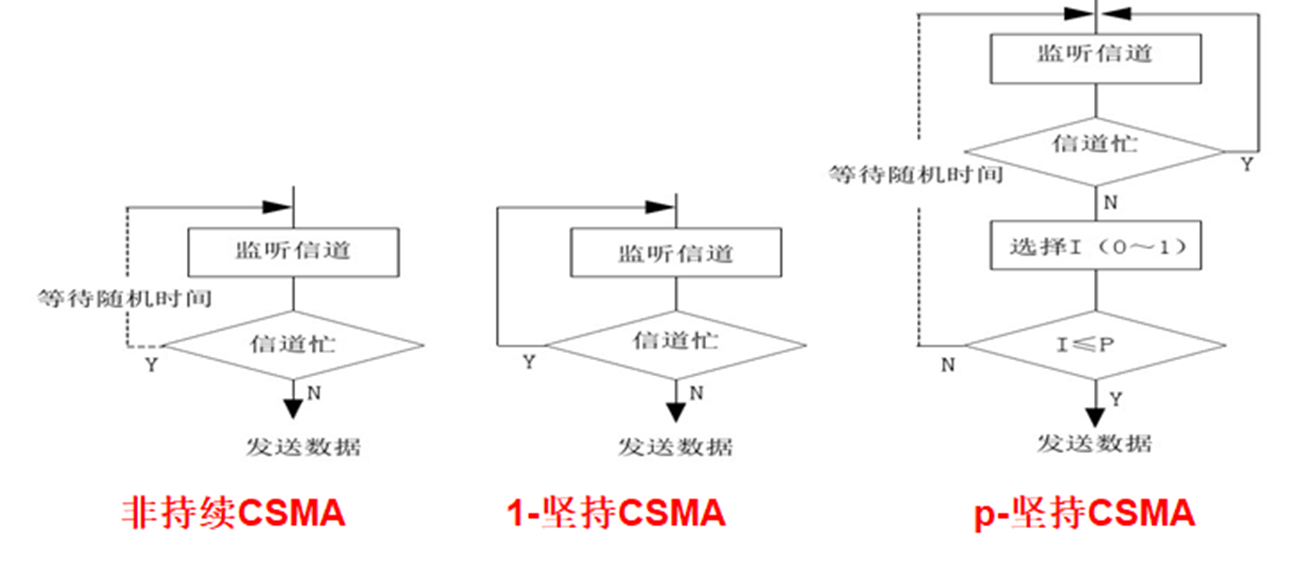 监听信道
信道忙
等待随机时间
Y
N
发送数据
非持续CSMA
监听信道
信道忙
Y
N
发送数据
1-坚持CSMA
监听信道
信道忙
Y
等待随机时间
N
选择I（0～1）
I≤P
N
Y
发送数据
p-坚持CSMA